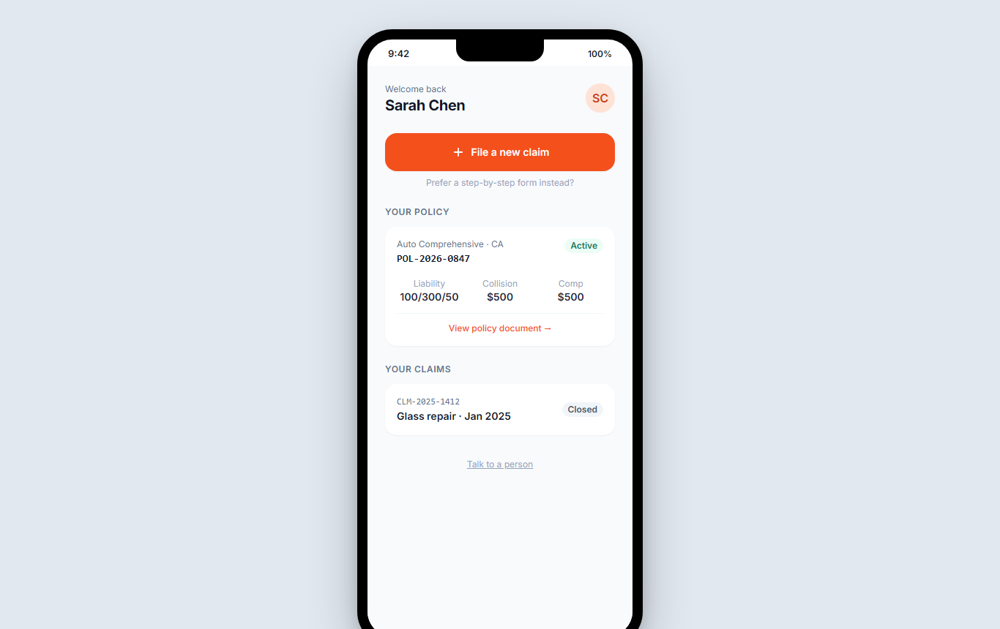 9:42 100%
Welcome back
Sarah Chen
SC
+ File a new claim
Prefer a step-by-step form instead?
YOUR POLICY
Auto Comprehensive · CA
Active
POL-2026-0847
Liability Collision Comp
100/300/50 $500 $500
View policy document →
YOUR CLAIMS
CLM-2025-1412
Glass repair · Jan 2025
Closed
Talk to a person